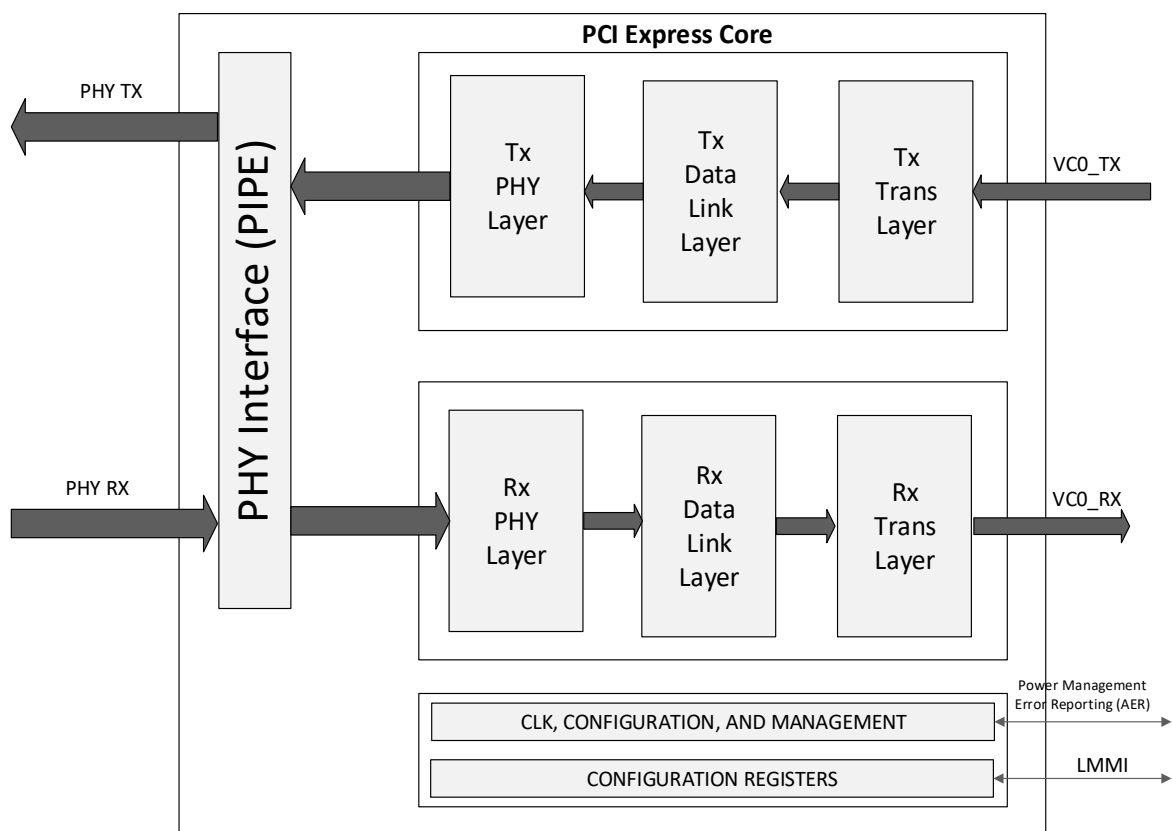 PCI Express Core
PHY TX
PHY Interface (PIPE)
Tx
PHY
Layer
Tx
Data
Link
Layer
Tx
Trans
Layer
VC0_TX
PHY RX
Rx
PHY
Layer
Rx
Data
Link
Layer
Rx
Trans
Layer
VC0_RX
CLK, CONFIGURATION, AND MANAGEMENT
Power Management
Error Reporting (AER)
CONFIGURATION REGISTERS
LMMI